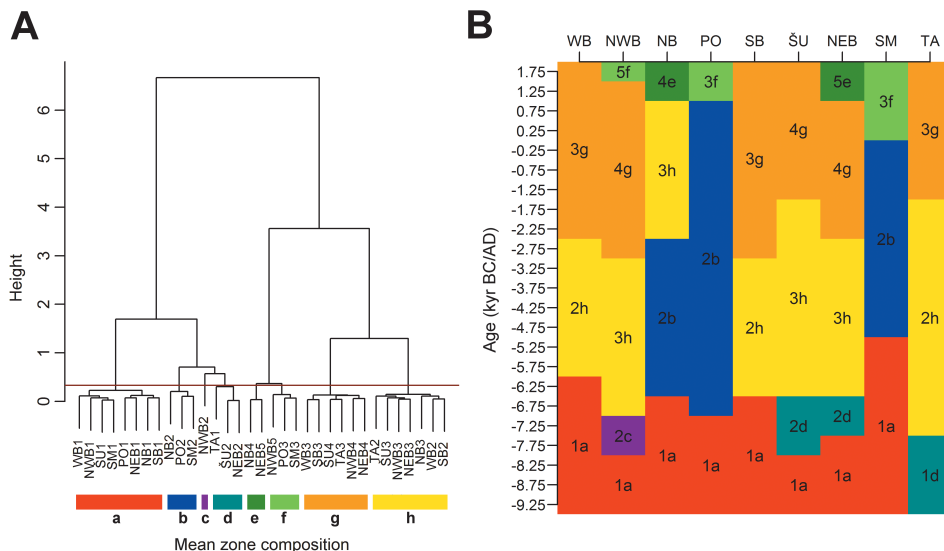 A
Height
0
1
2
3
4
5
6
WB1
NWB1
ŠU1
SM1
PO1
NEB1
NB1
SB1
NB2
PO2
SM2
NWB2
TA1
ŠU2
NEB2
NB4
NEB5
NWB5
PO3
SM3
WB3
SB3
SU4
TA3
NWB4
NEB4
TA2
ŠU3
NWB3
NEB3
NB3
WB2
SB2
a b c d e f g h
Mean zone composition
B
WB NWB NB PO SB ŠU NEB SM TA
Age (kyr BC/AD)
1.75
1.25
0.75
0.25
-0.25
-0.75
-1.25
-1.75
-2.25
-2.75
-3.25
-3.75
-4.25
-4.75
-5.25
-5.75
-6.25
-6.75
-7.25
-7.75
-8.25
-8.75
-9.25
3g
2h
1a
5f
4g
3h
2c
1a
4e
3h
2b
1a
3f
2b
1a
3g
2h
1a
4g
3h
2d
1a
5e
4g
3h
2d
1a
3f
2b
1a
3g
2h
1d